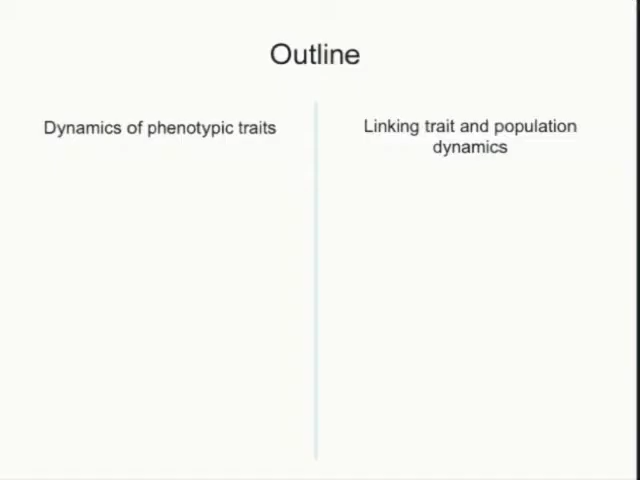 Outline
Dynamics of phenotypic traits
Linking trait and population
dynamics